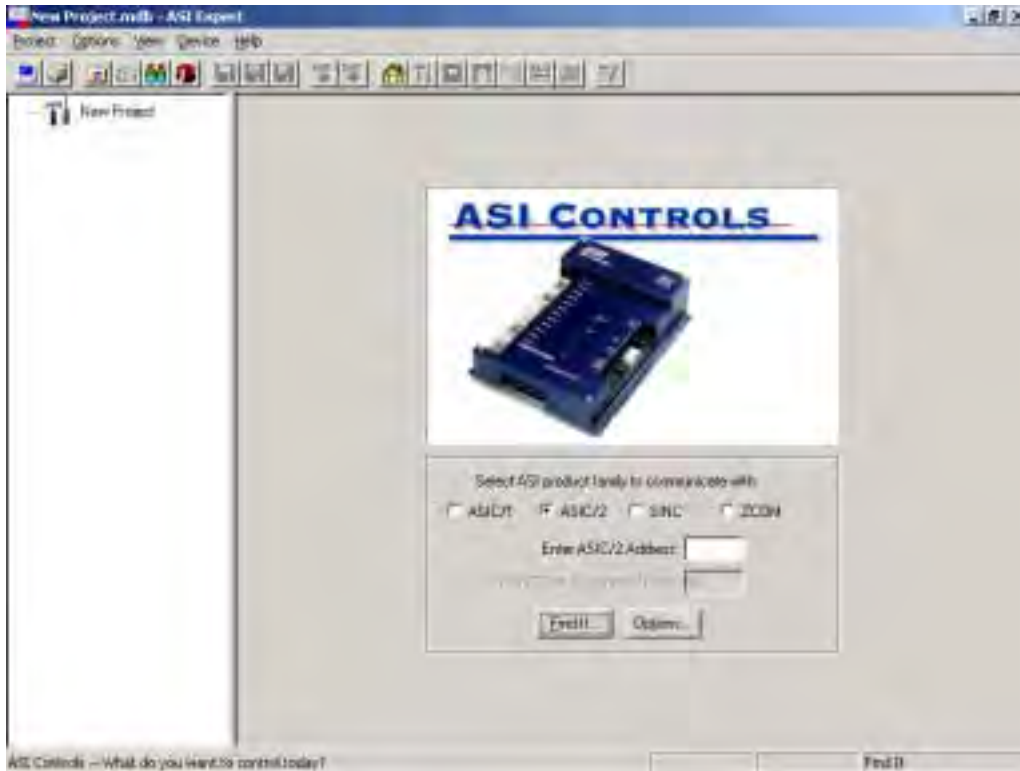 New Project.mdb - ASI Expert
Project Options View Device Help
New Project
ASI CONTROLS
Select ASI product family to communicate with:
ASIC/1 ASIC/2 SINC ZCOM
Enter ASIC/2 Address:
Find It... Options...
ASI Controls -- What do you want to control today? Find It